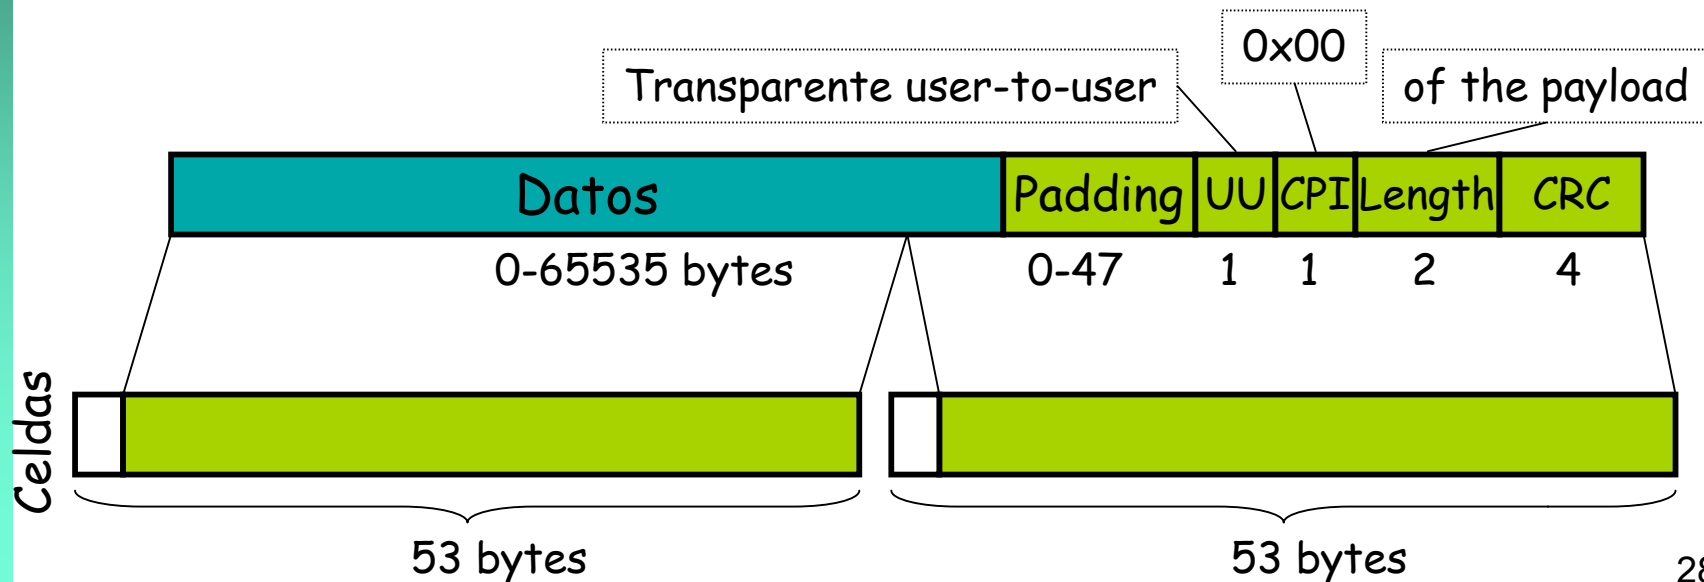 0x00
Transparente user-to-user
of the payload
Datos Padding UU CPI Length CRC
0-65535 bytes 0-47 1 1 2 4
Celdas
53 bytes 53 bytes